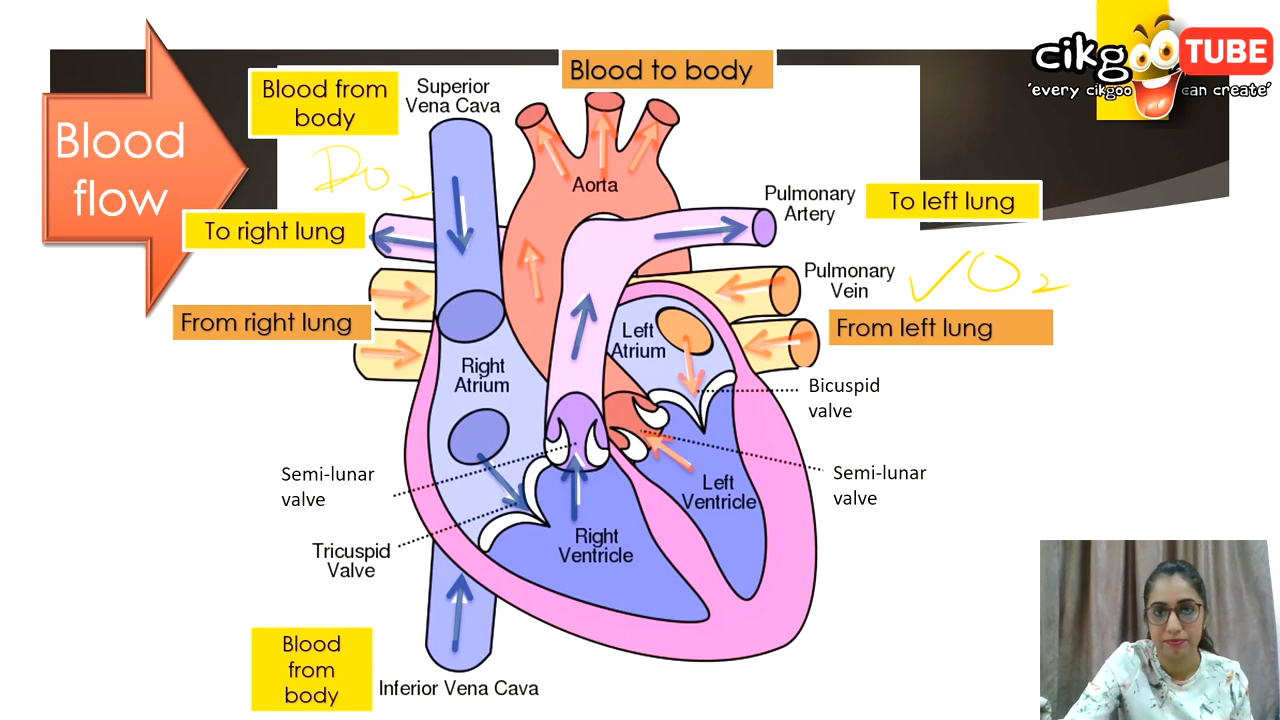 cikgoo TUBE
'every cikgoo can create'
Blood
flow
Blood from
body
Superior
Vena Cava
Blood to body
DO2
Aorta
To right lung
Pulmonary
Artery
To left lung
Pulmonary
Vein
✓O2
From right lung
From left lung
Left
Atrium
Right
Atrium
Bicuspid
valve
Semi-lunar
valve
Semi-lunar
valve
Left
Ventricle
Tricuspid
Valve
Right
Ventricle
Blood
from
body
Inferior Vena Cava